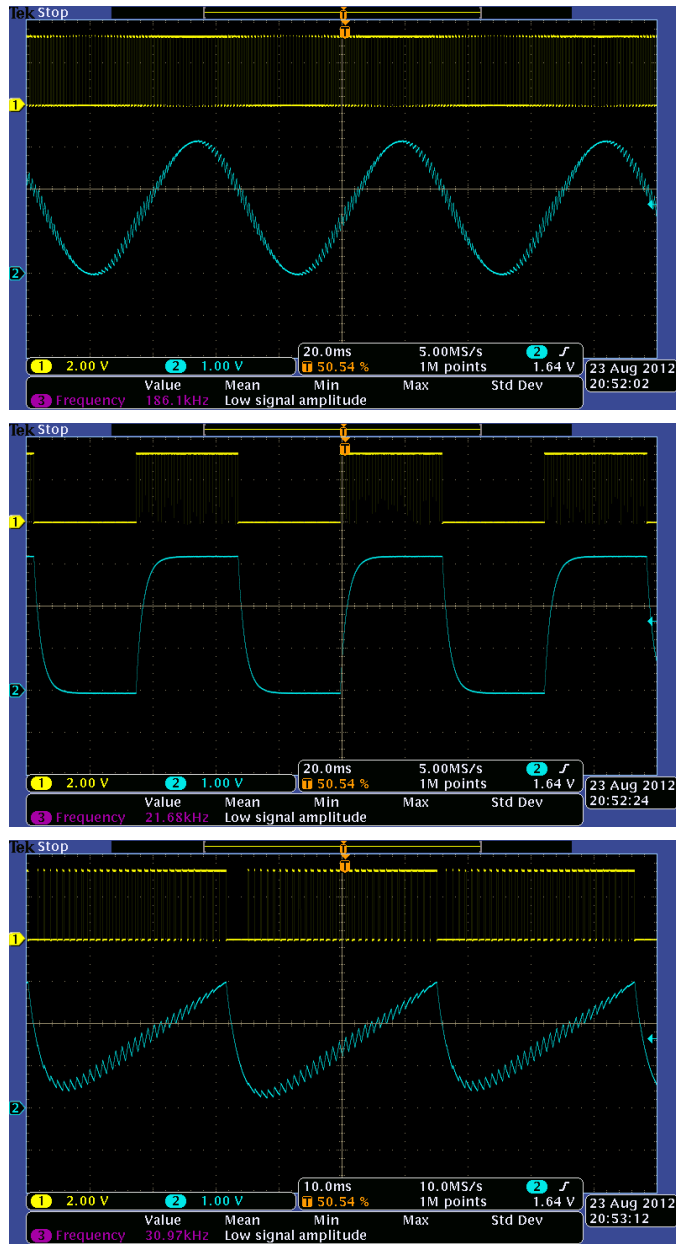 Tek Stop
T
T
1
2
20.0ms 5.00MS/s 2
1 2.00 V 2 1.00 V T 50.54 % 1M points 1.64 V
23 Aug 2012
20:52:02
Value Mean Min Max Std Dev
3 Frequency 186.1kHz Low signal amplitude
Tek Stop
T
T
1
2
20.0ms 5.00MS/s 2
1 2.00 V 2 1.00 V T 50.54 % 1M points 1.64 V
23 Aug 2012
20:52:24
Value Mean Min Max Std Dev
3 Frequency 21.68kHz Low signal amplitude
Tek Stop
T
T
1
2
10.0ms 10.0MS/s 2
1 2.00 V 2 1.00 V T 50.54 % 1M points 1.64 V
23 Aug 2012
20:53:12
Value Mean Min Max Std Dev
3 Frequency 30.97kHz Low signal amplitude